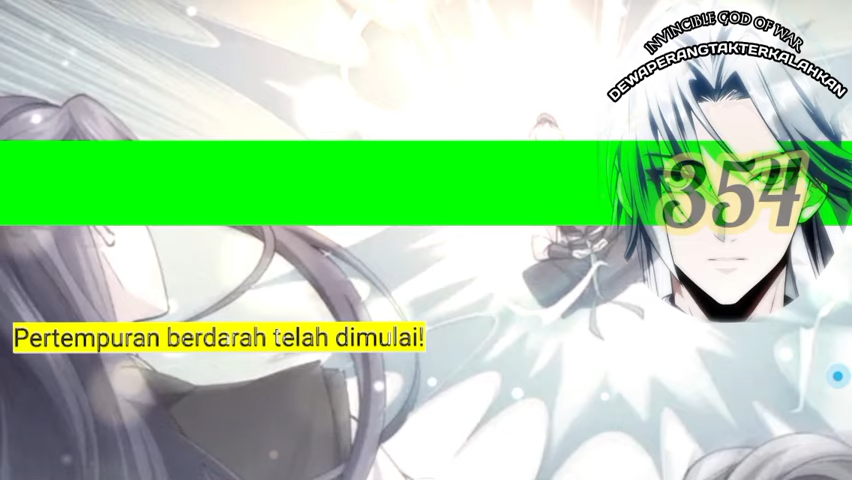 INVINCIBLE GOD OF WAR
DEWAPERANGTAKTERKALAHKAN
354
Pertempuran berdarah telah dimulai!